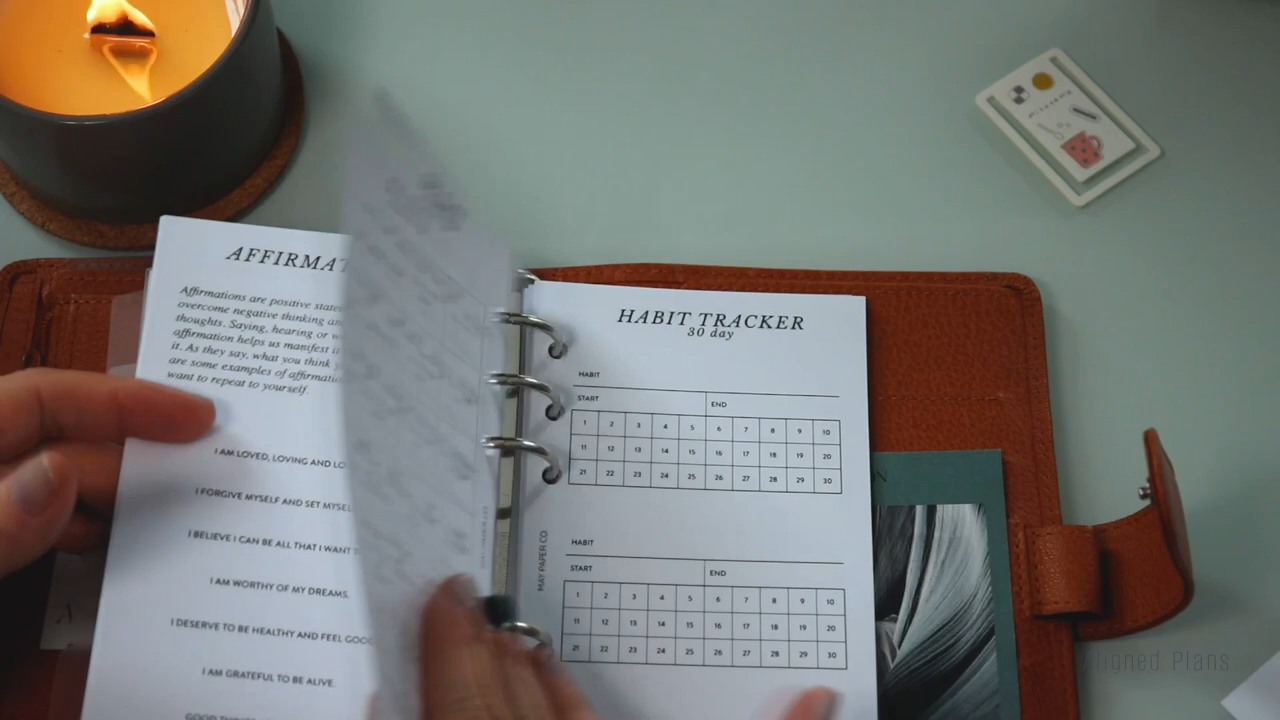 AFFIRMAT
Affirmations are positive state
overcome negative thinking an
thoughts. Saying, hearing or w
affirmation helps us manifest i
it. As they say, what you think y
are some examples of affirmatio
want to repeat to yourself.
I AM LOVED, LOVING AND LO
I FORGIVE MYSELF AND SET MYSEL
I BELIEVE I CAN BE ALL THAT I WANT
I AM WORTHY OF MY DREAMS.
I DESERVE TO BE HEALTHY AND FEEL GOOD
I AM GRATEFUL TO BE ALIVE.
HABIT TRACKER
30 day
HABIT
START END
1 2 3 4 5 6 7 8 9 10
11 12 13 14 15 16 17 18 19 20
21 22 23 24 25 26 27 28 29 30
HABIT
START END
1 2 3 4 5 6 7 8 9 10
11 12 13 14 15 16 17 18 19 20
21 22 23 24 25 26 27 28 29 30
MAY PAPER CO
A
Aligned Plans